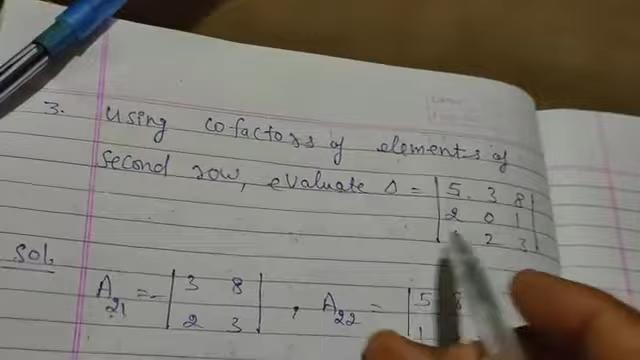 3. Using cofactors of elements of
second row, evaluate Δ = | 5. 3 8 |
| 2 0 1 |
| 2 3 |
Sol.
A21 = - | 3 8 | , A22 = | 5 8
| 2 3 | | 1